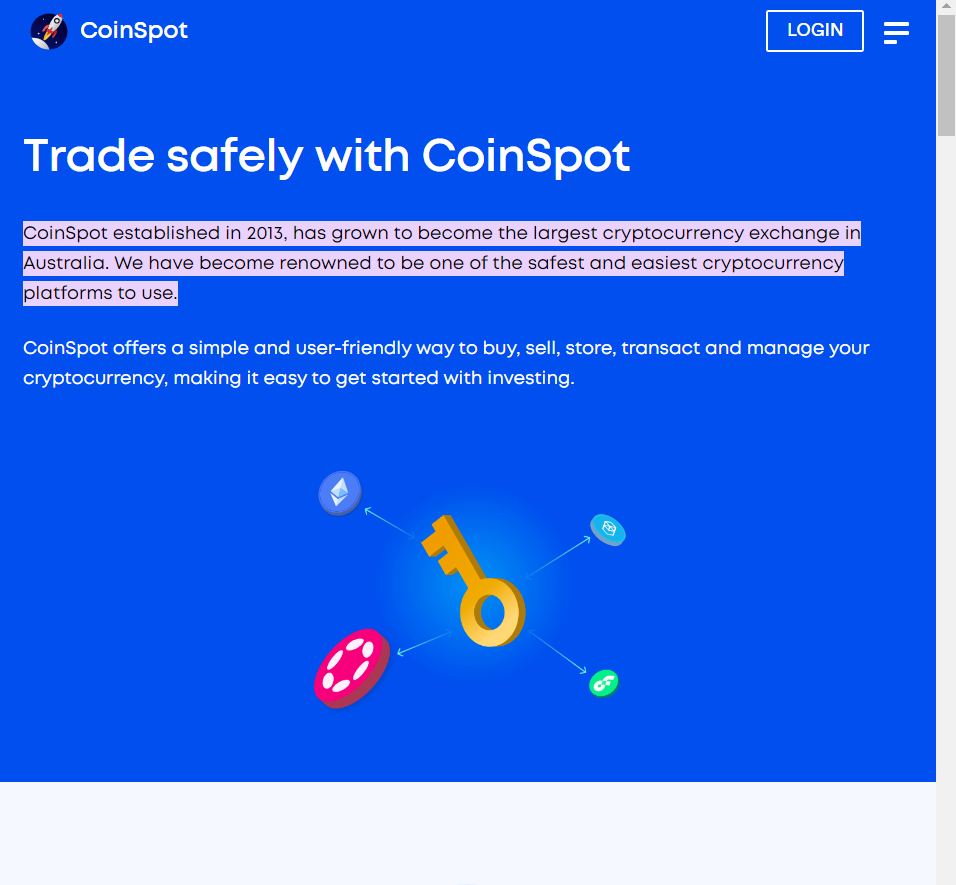 CoinSpot
LOGIN
Trade safely with CoinSpot
CoinSpot established in 2013, has grown to become the largest cryptocurrency exchange in
Australia. We have become renowned to be one of the safest and easiest cryptocurrency
platforms to use.
CoinSpot offers a simple and user-friendly way to buy, sell, store, transact and manage your
cryptocurrency, making it easy to get started with investing.